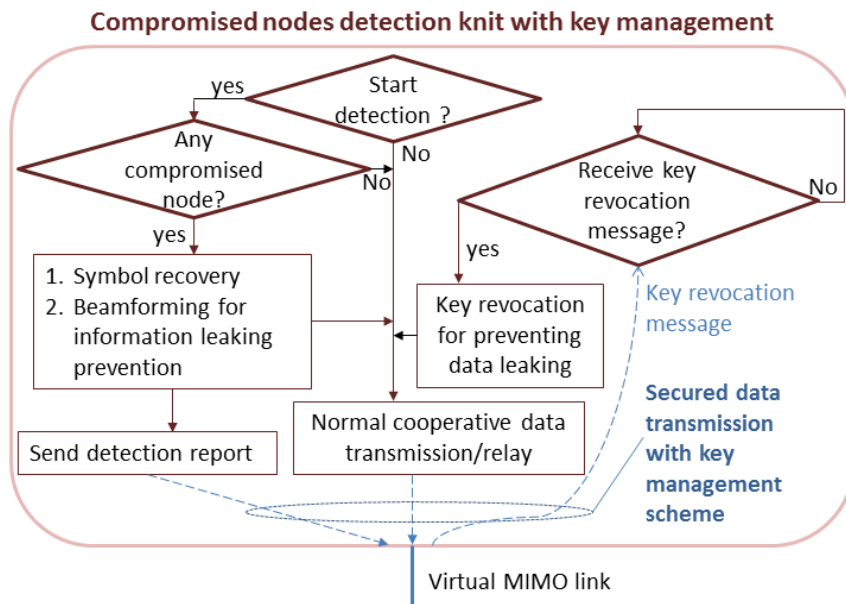 Compromised nodes detection knit with key management
yes
Start
detection ?
Any
compromised
node?
No
No
yes
Receive key
revocation
message?
No
yes
1. Symbol recovery
2. Beamforming for
information leaking
prevention
Key revocation
for preventing
data leaking
Key revocation
message
Send detection report
Normal cooperative data
transmission/relay
Secured data
transmission
with key
management
scheme
Virtual MIMO link